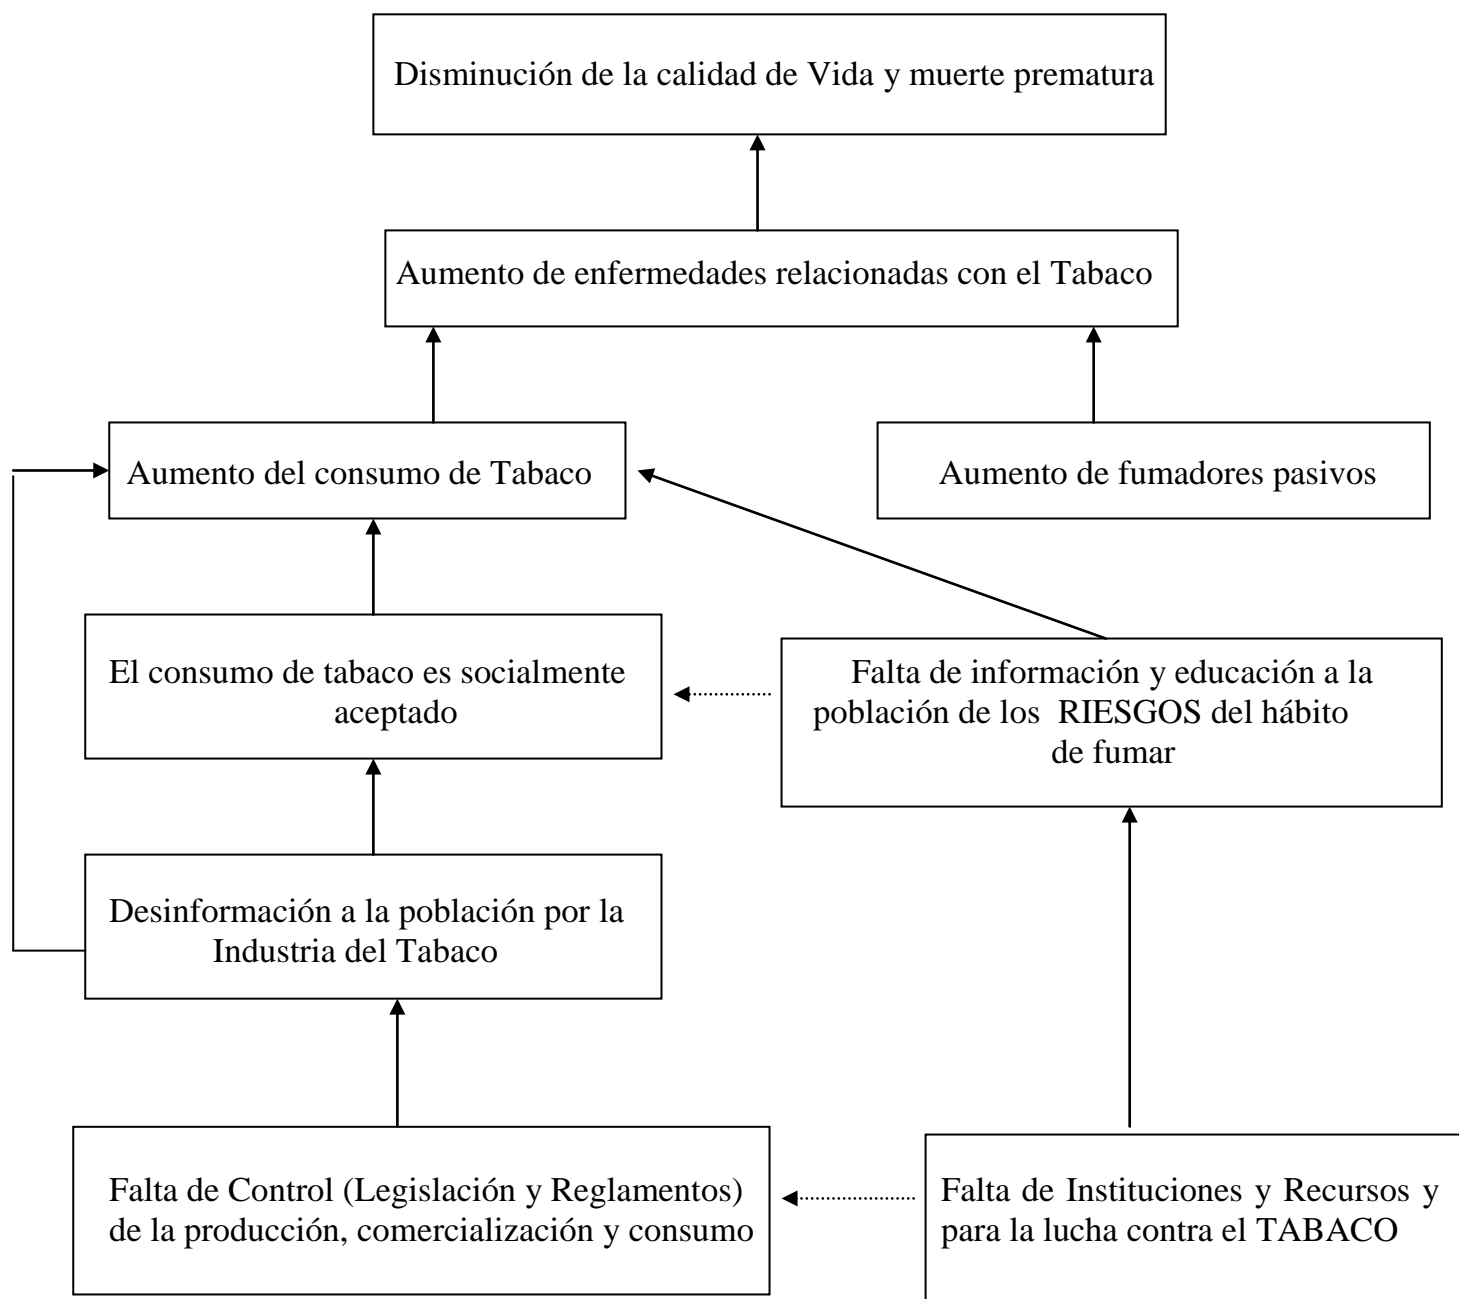 Disminución de la calidad de Vida y muerte prematura
Aumento de enfermedades relacionadas con el Tabaco
Aumento del consumo de Tabaco
Aumento de fumadores pasivos
El consumo de tabaco es socialmente
aceptado
Falta de información y educación a la
población de los RIESGOS del hábito
de fumar
Desinformación a la población por la
Industria del Tabaco
Falta de Control (Legislación y Reglamentos)
de la producción, comercialización y consumo
Falta de Instituciones y Recursos y
para la lucha contra el TABACO